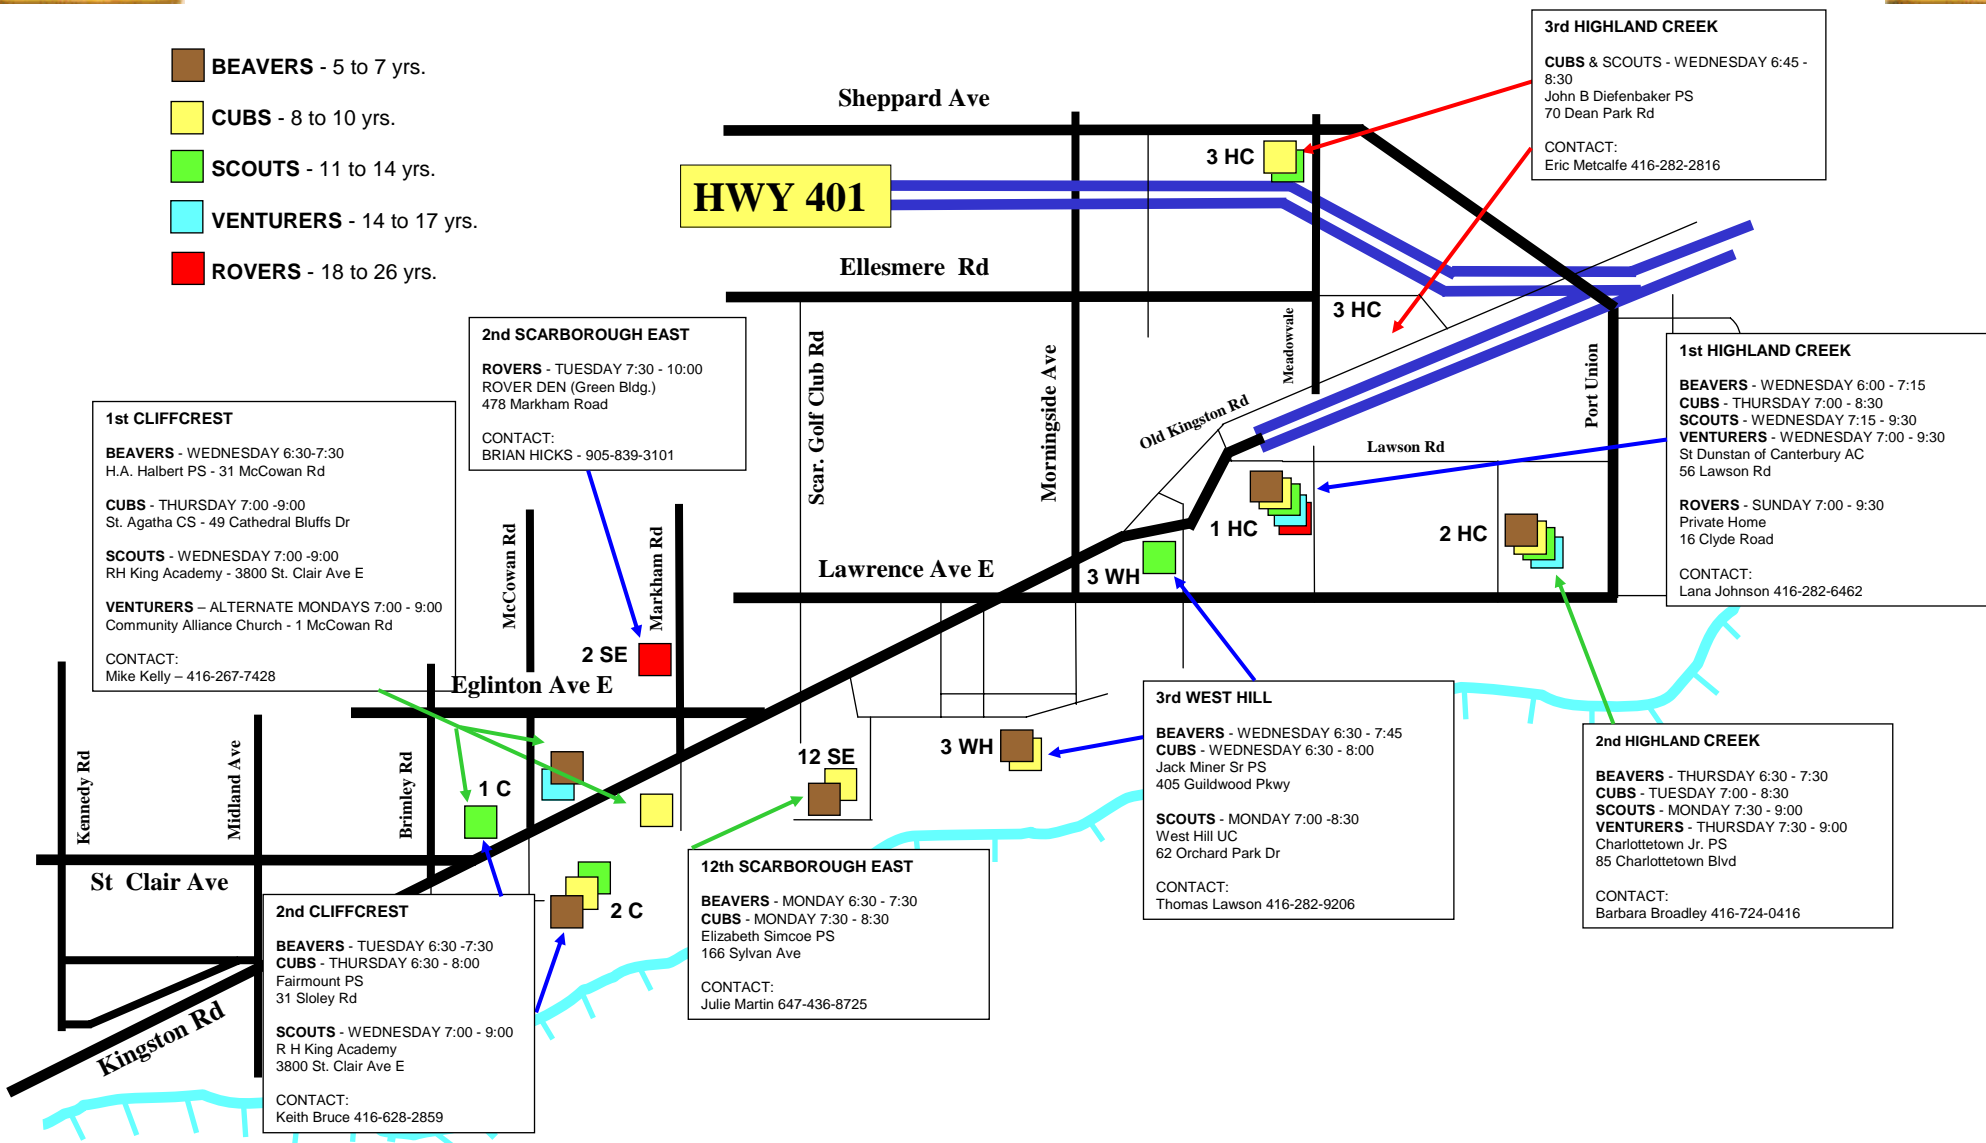 BEAVERS - 5 to 7 yrs.
CUBS - 8 to 10 yrs.
SCOUTS - 11 to 14 yrs.
VENTURERS - 14 to 17 yrs.
ROVERS - 18 to 26 yrs.
3rd HIGHLAND CREEK
CUBS & SCOUTS - WEDNESDAY 6:45 -
8:30
John B Diefenbaker PS
70 Dean Park Rd
CONTACT:
Eric Metcalfe 416-282-2816
Sheppard Ave
3 HC
HWY 401
Ellesmere Rd
3 HC
Meadowvale
Scar. Golf Club Rd
Morningside Ave
Port Union
Old Kingston Rd
Lawson Rd
2nd SCARBOROUGH EAST
ROVERS - TUESDAY 7:30 - 10:00
ROVER DEN (Green Bldg.)
478 Markham Road
CONTACT:
BRIAN HICKS - 905-839-3101
1st HIGHLAND CREEK
BEAVERS - WEDNESDAY 6:00 - 7:15
CUBS - THURSDAY 7:00 - 8:30
SCOUTS - WEDNESDAY 7:15 - 9:30
VENTURERS - WEDNESDAY 7:00 - 9:30
St Dunstan of Canterbury AC
56 Lawson Rd
ROVERS - SUNDAY 7:00 - 9:30
Private Home
16 Clyde Road
CONTACT:
Lana Johnson 416-282-6462
1st CLIFFCREST
BEAVERS - WEDNESDAY 6:30-7:30
H.A. Halbert PS - 31 McCowan Rd
CUBS - THURSDAY 7:00 -9:00
St. Agatha CS - 49 Cathedral Bluffs Dr
SCOUTS - WEDNESDAY 7:00 -9:00
RH King Academy - 3800 St. Clair Ave E
VENTURERS – ALTERNATE MONDAYS 7:00 - 9:00
Community Alliance Church - 1 McCowan Rd
CONTACT:
Mike Kelly – 416-267-7428
1 HC
2 HC
McCowan Rd
Markham Rd
Lawrence Ave E
3 WH
2 SE
Eglinton Ave E
Kennedy Rd
Midland Ave
Brimley Rd
1 C
12 SE
3 WH
3rd WEST HILL
BEAVERS - WEDNESDAY 6:30 - 7:45
CUBS - WEDNESDAY 6:30 - 8:00
Jack Miner Sr PS
405 Guildwood Pkwy
SCOUTS - MONDAY 7:00 -8:30
West Hill UC
62 Orchard Park Dr
CONTACT:
Thomas Lawson 416-282-9206
2nd HIGHLAND CREEK
BEAVERS - THURSDAY 6:30 - 7:30
CUBS - TUESDAY 7:00 - 8:30
SCOUTS - MONDAY 7:30 - 9:00
VENTURERS - THURSDAY 7:30 - 9:00
Charlottetown Jr. PS
85 Charlottetown Blvd
CONTACT:
Barbara Broadley 416-724-0416
St Clair Ave
2 C
12th SCARBOROUGH EAST
BEAVERS - MONDAY 6:30 - 7:30
CUBS - MONDAY 7:30 - 8:30
Elizabeth Simcoe PS
166 Sylvan Ave
CONTACT:
Julie Martin 647-436-8725
2nd CLIFFCREST
BEAVERS - TUESDAY 6:30 -7:30
CUBS - THURSDAY 6:30 - 8:00
Fairmount PS
31 Sloley Rd
SCOUTS - WEDNESDAY 7:00 - 9:00
R H King Academy
3800 St. Clair Ave E
CONTACT:
Keith Bruce 416-628-2859
Kingston Rd